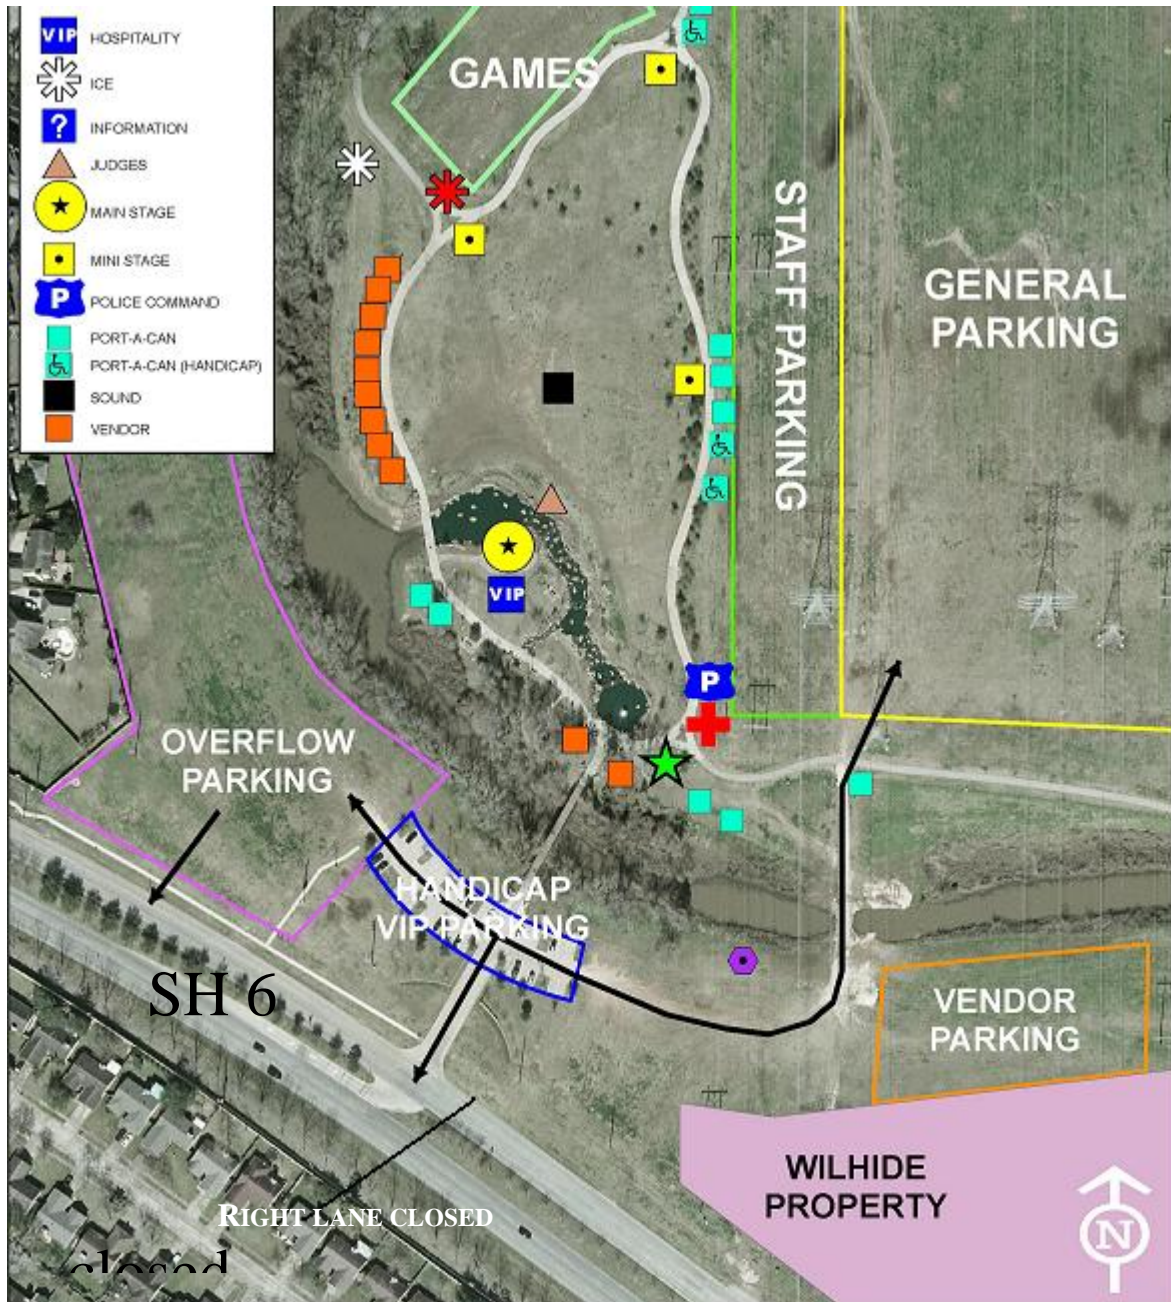 VIP HOSPITALITY
ICE
? INFORMATION
JUDGES
MAIN STAGE
MINI STAGE
P POLICE COMMAND
PORT-A-CAN
PORT-A-CAN (HANDICAP)
SOUND
VENDOR
GAMES
STAFF PARKING
GENERAL
PARKING
VIP
P
OVERFLOW
PARKING
HANDICAP
VIP PARKING
SH 6
VENDOR
PARKING
WILHIDE
PROPERTY
RIGHT LANE CLOSED
closed
N